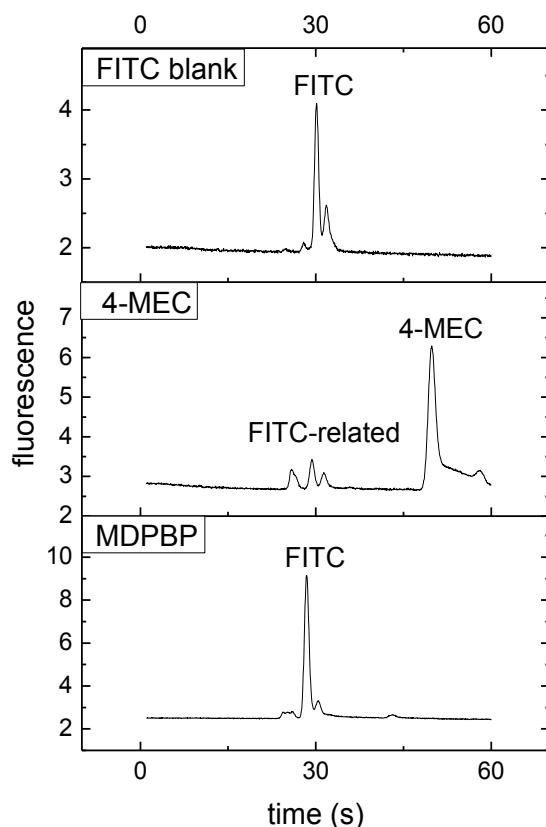 0 30 60
FITC blank
FITC
4
3
2
4-MEC
4-MEC
7
6
5
4
3
2
FITC-related
fluorescence
MDPBP
FITC
10
8
6
4
2
0 30 60
time (s)